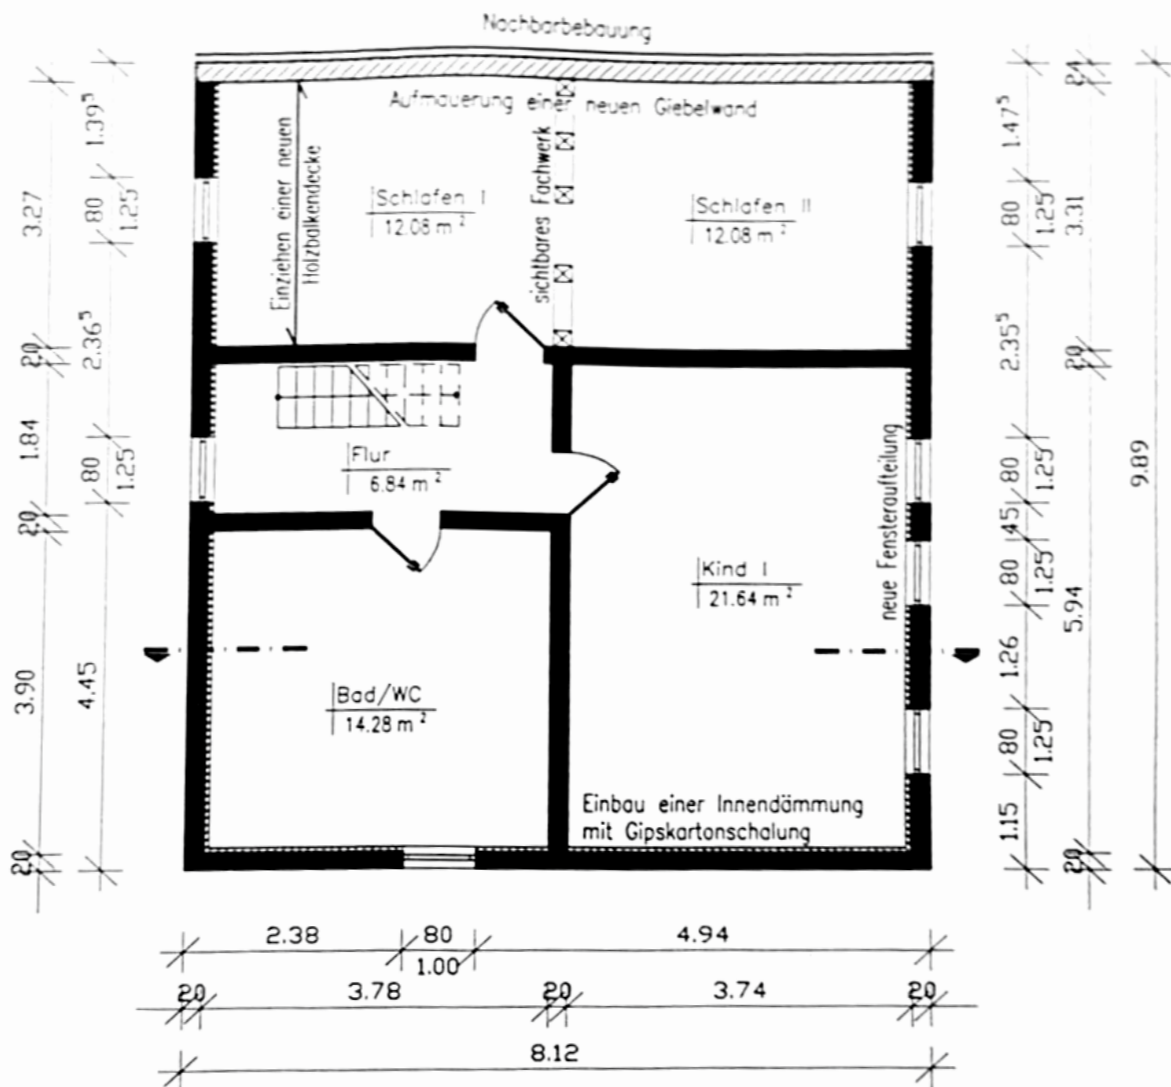 Nachbarbebauung
Aufmauerung einer neuen Giebelwand
Einziehen einer neuen
Holzbalkendecke
sichtbares Fachwerk
Schlafen I
12.08 m²
Schlafen II
12.08 m²
Flur
6.84 m²
neue Fensteraufteilung
Kind I
21.64 m²
Bad/WC
14.28 m²
Einbau einer Innendämmung
mit Gipskartonschalung
3.27
20
1.84
20
3.90
20
1.39⁵
80
1.25
2.36⁵
80
1.25
4.45
1.47⁵
80
1.25
2.35⁵
80
1.25
45
80
1.25
1.26
80
1.25
1.15
24
3.31
20
5.94
20
9.89
2.38
80
1.00
4.94
20
3.78
20
3.74
20
8.12